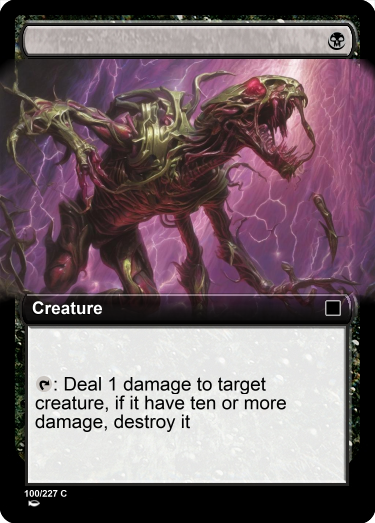 Creature
: Deal 1 damage to target
creature, if it have ten or more
damage, destroy it
100/227 C